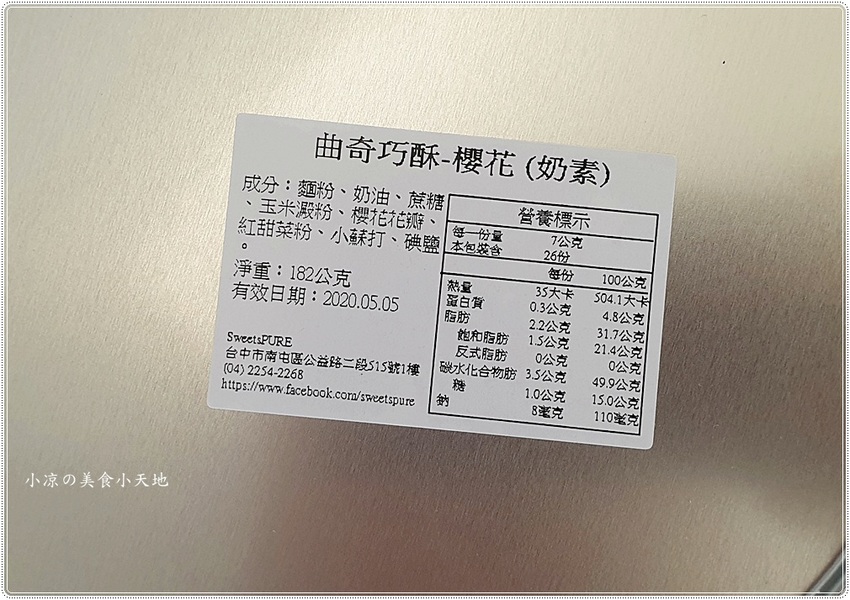 曲奇巧酥-櫻花 (奶素)
成分：麵粉、奶油、蔗糖
、玉米澱粉、櫻花花瓣、
紅甜菜粉、小蘇打、碘鹽
。
淨重：182公克
有效日期：2020.05.05
SweetsPURE
台中市南屯區公益路二段515號1樓
(04) 2254-2268
https://www.facebook.com/sweetspure
營養標示
每一份量 7公克
本包裝含 26份
每份 100公克
熱量 35大卡 504.1大卡
蛋白質 0.3公克 4.8公克
脂肪 2.2公克 31.7公克
飽和脂肪 1.5公克 21.4公克
反式脂肪 0公克 0公克
碳水化合物肪 3.5公克 49.9公克
糖 1.0公克 15.0公克
鈉 8毫克 110毫克
小凉の美食小天地